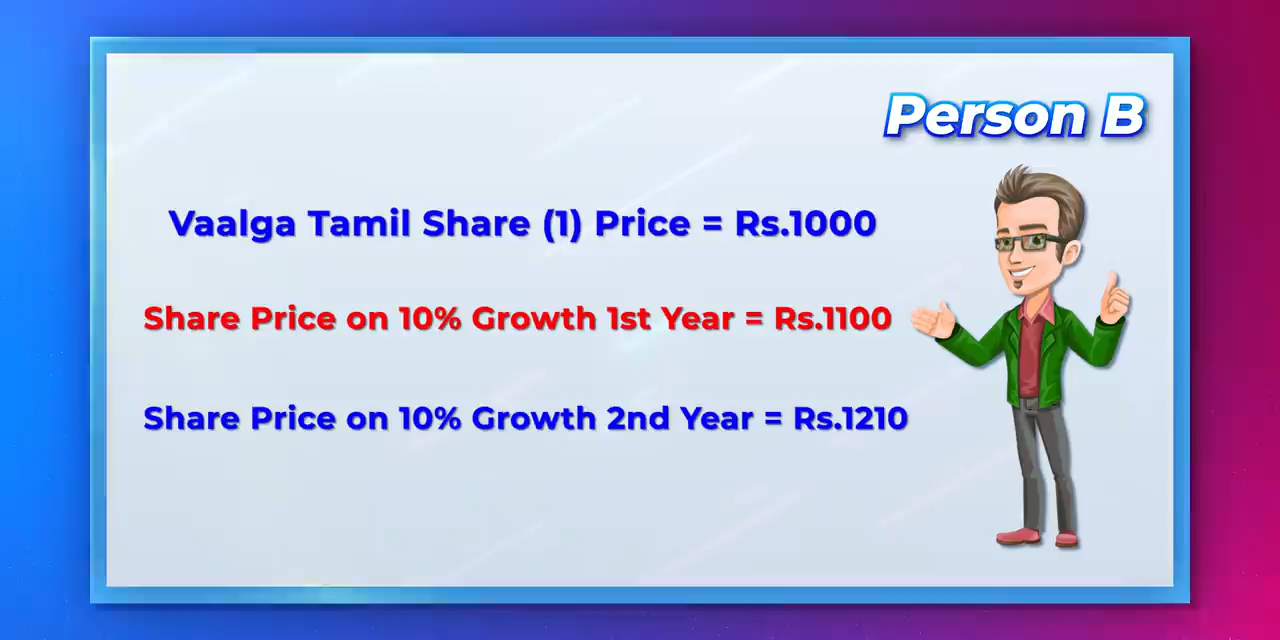 Person B
Vaalga Tamil Share (1) Price = Rs.1000
Share Price on 10% Growth 1st Year = Rs.1100
Share Price on 10% Growth 2nd Year = Rs.1210